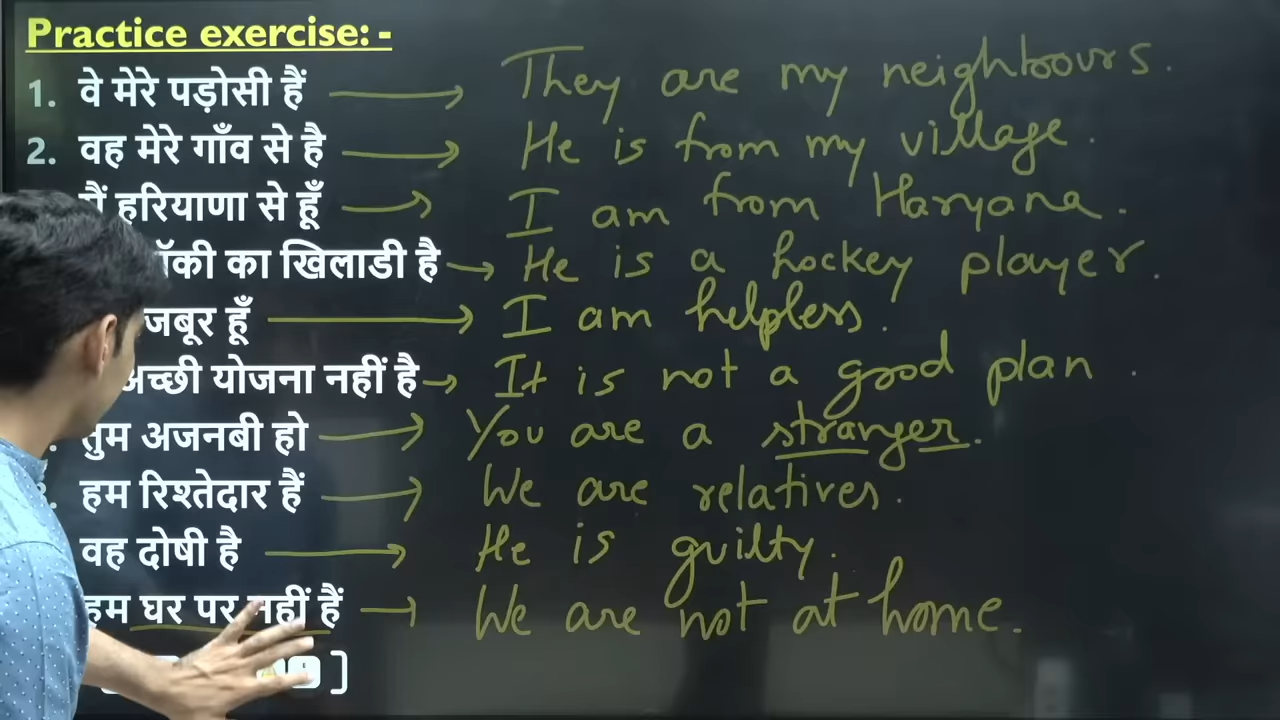 Practice exercise: -
1. वे मेरे पड़ोसी हैं → They are my neighbours.
2. वह मेरे गाँव से है → He is from my village.
मैं हरियाणा से हूँ → I am from Haryana.
का खिलाडी है → He is a hockey player.
हूँ → I am helpless.
अच्छी योजना नहीं है → It is not a good plan.
तुम अजनबी हो → You are a stranger.
हम रिश्तेदार हैं → We are relatives.
वह दोषी है → He is guilty.
हम घर पर नहीं हैं → We are not at home.
]